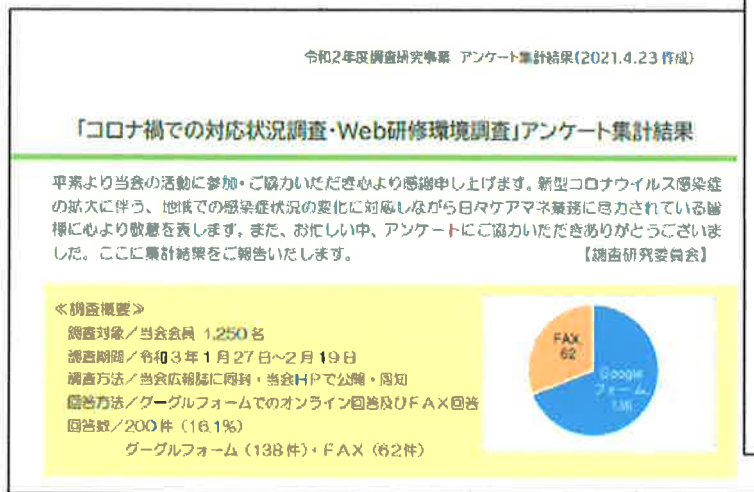 令和2年度調査研究事業 アンケート集計結果(2021.4.23作成)
「コロナ禍での対応状況調査・Web研修環境調査」アンケート集計結果
平素より当会の活動に参加・ご協力いただき心より感謝申し上げます。新型コロナウイルス感染症
の拡大に伴う、地域での感染症状況の変化に対応しながら日々ケアマネ業務に尽力されている皆
様に心より敬意を表します。また、お忙しい中、アンケートにご協力いただきありがとうございま
した。ここに集計結果をご報告いたします。 【調査研究委員会】
≪調査概要≫
調査対象/当会会員 1,250名
調査期間/令和3年1月27日~2月19日
調査方法/当会広報誌に同封・当会HPで公開・周知
回答方法/グーグルフォームでのオンライン回答及びFAX回答
回答数/200件(16.1%)
グーグルフォーム(138件)・FAX(62件)
FAX,
62
Google
フォーム,
138